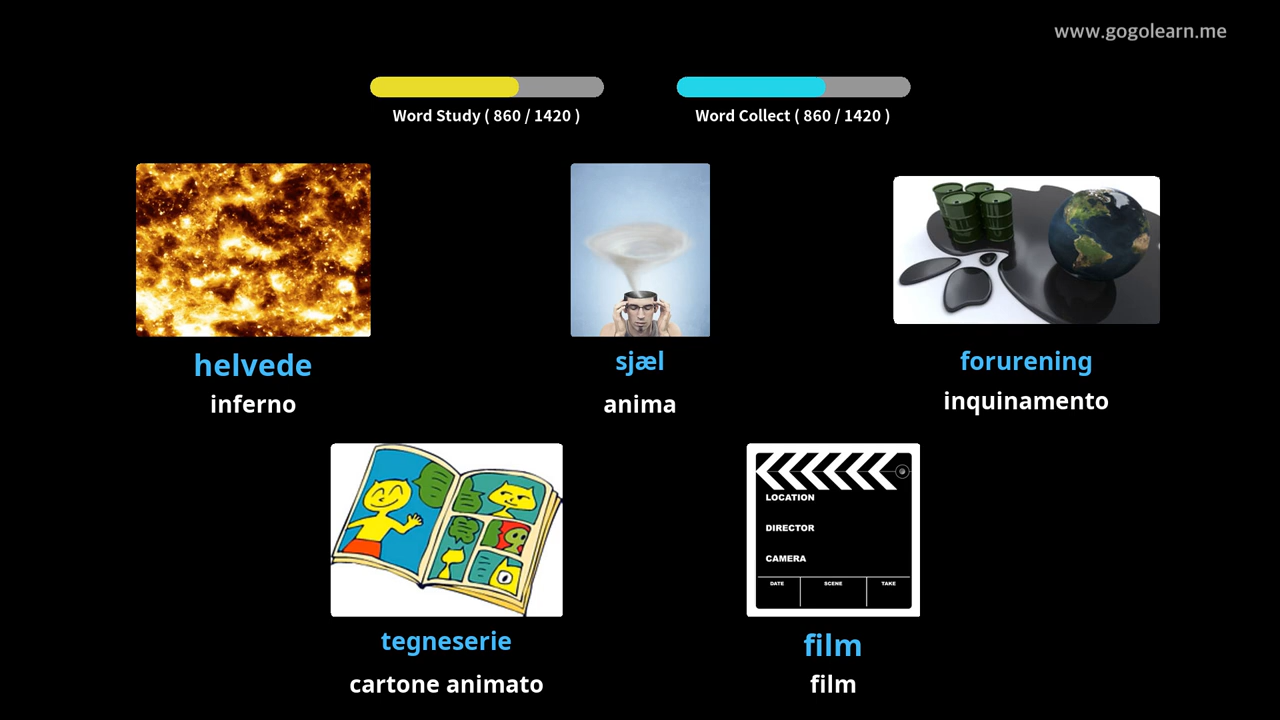 www.gogolearn.me
Word Study ( 860 / 1420 )
Word Collect ( 860 / 1420 )
helvede
inferno
sjæl
anima
forurening
inquinamento
LOCATION
DIRECTOR
CAMERA
DATE
SCENE
TAKE
tegneserie
cartone animato
film
film